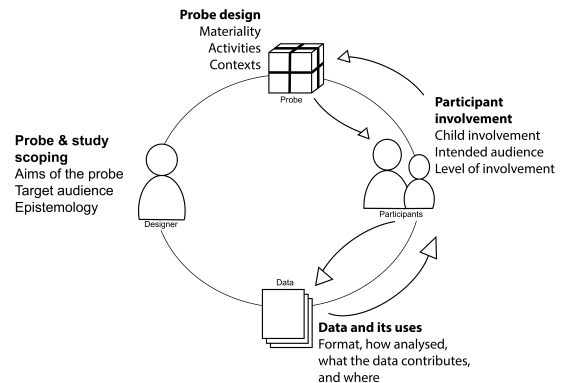 Probe design
Materiality
Activities
Contexts
Probe
Participant
involvement
Child involvement
Intended audience
Level of involvement
Participants
Probe & study
scoping
Aims of the probe
Target audience
Epistemology
Designer
Data
Data and its uses
Format, how analysed,
what the data contributes,
and where